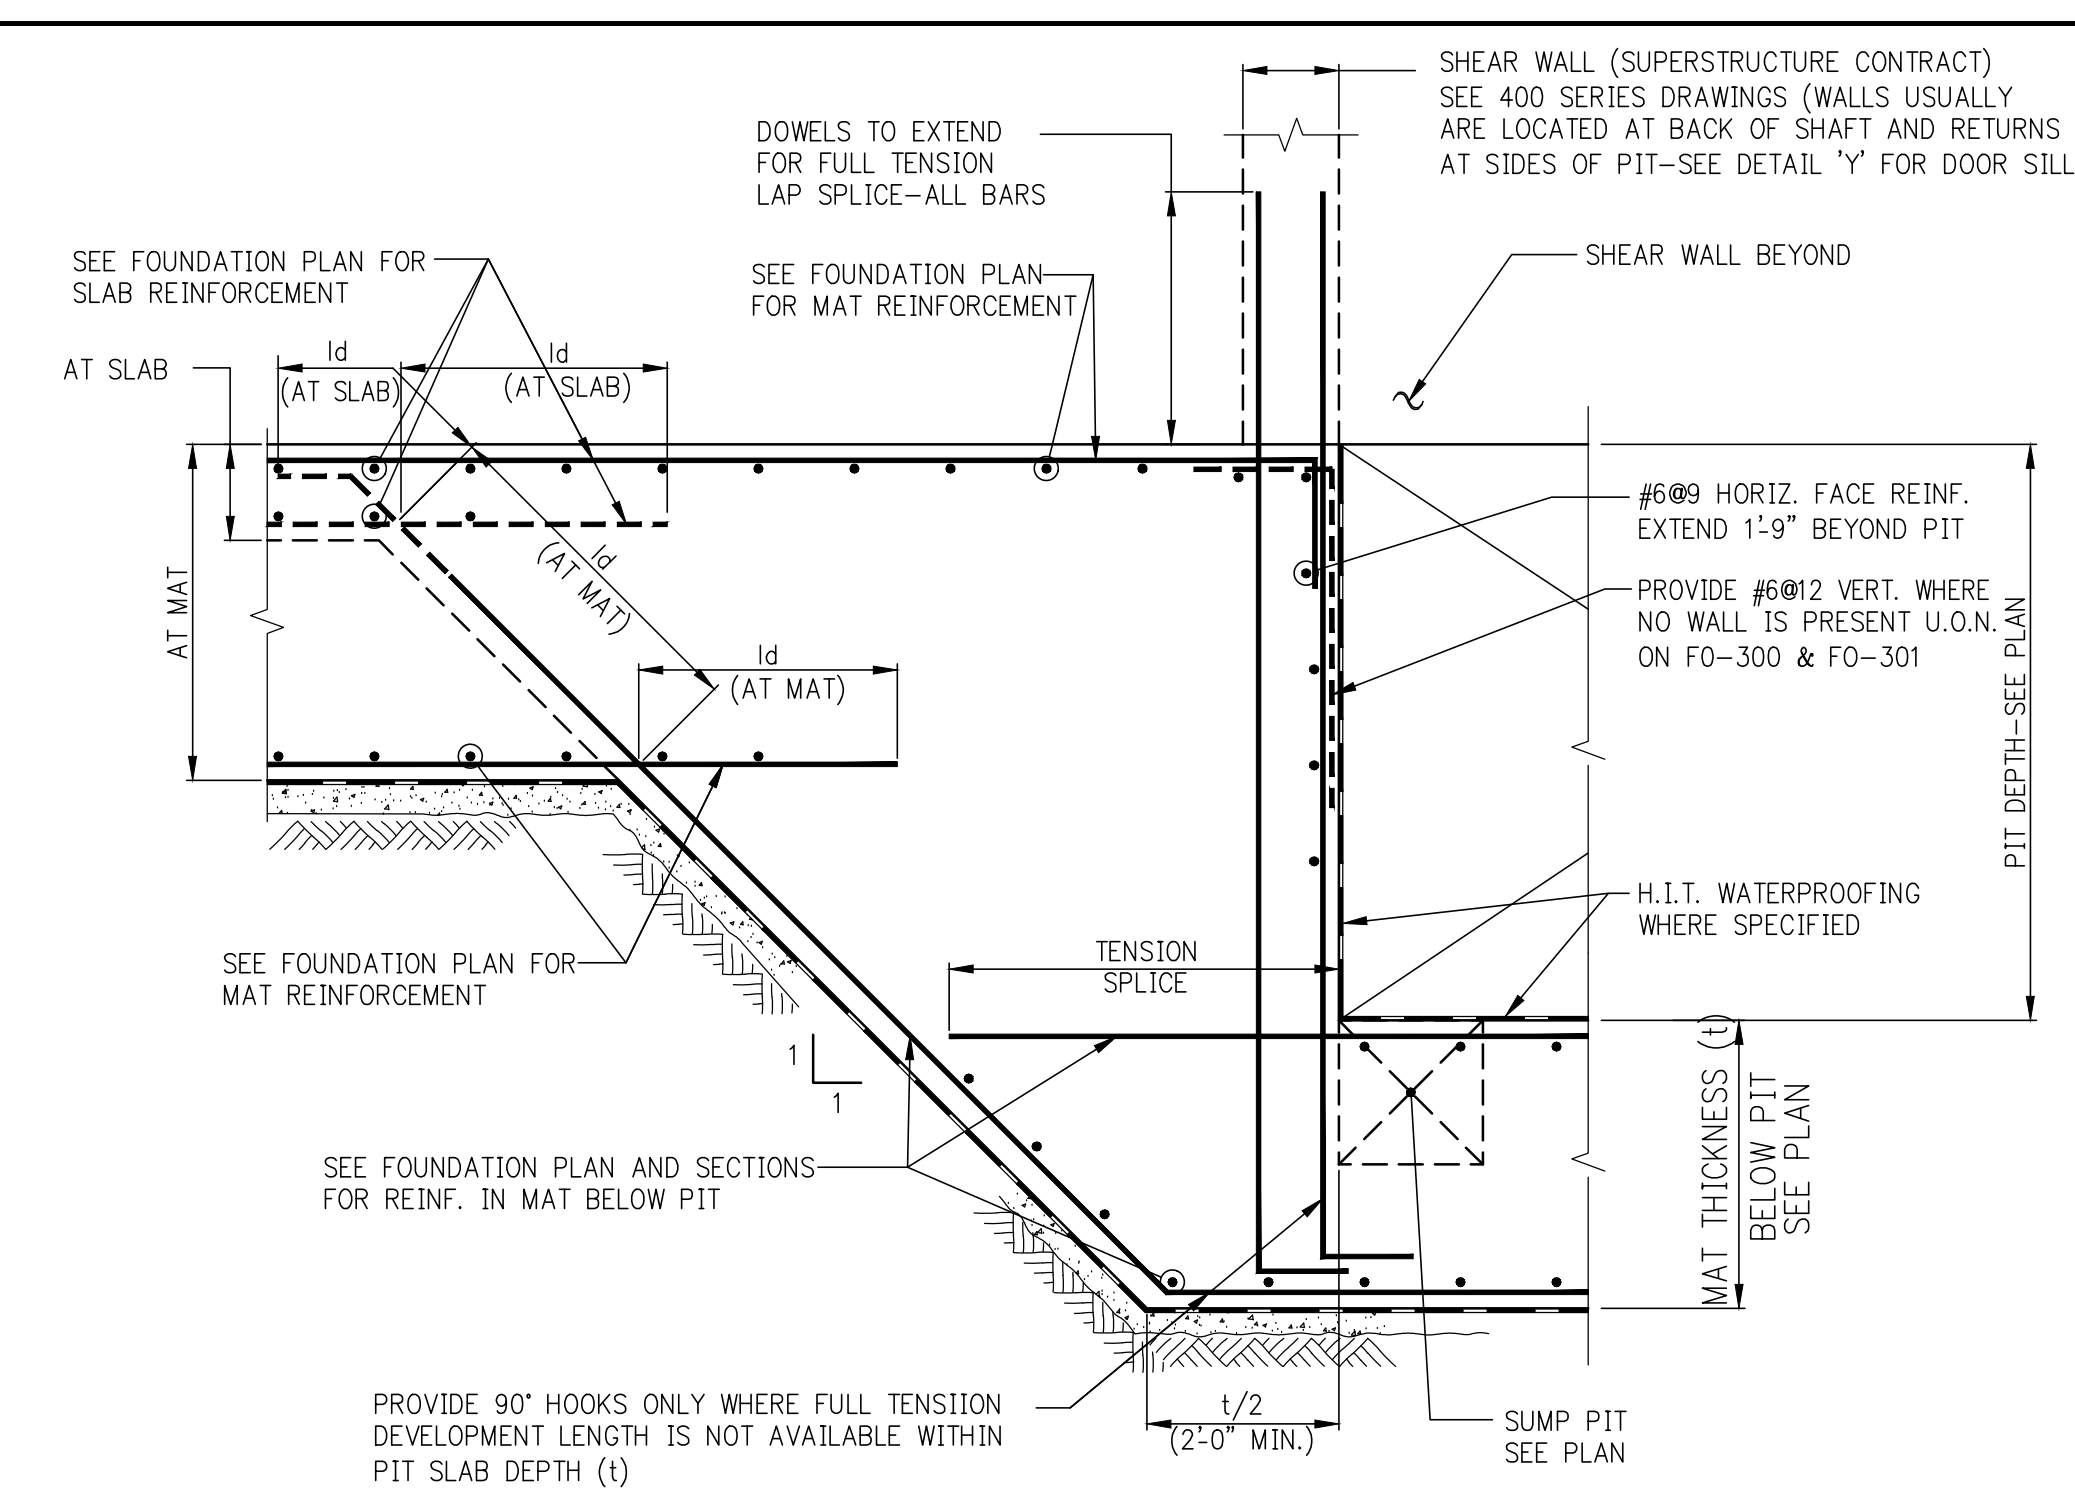 SHEAR WALL (SUPERSTRUCTURE CONTRACT)
SEE 400 SERIES DRAWINGS (WALLS USUALLY
ARE LOCATED AT BACK OF SHAFT AND RETURNS
AT SIDES OF PIT-SEE DETAIL 'Y' FOR DOOR SILL
DOWELS TO EXTEND
FOR FULL TENSION
LAP SPLICE-ALL BARS
SHEAR WALL BEYOND
SEE FOUNDATION PLAN FOR
SLAB REINFORCEMENT
SEE FOUNDATION PLAN
FOR MAT REINFORCEMENT
AT SLAB
ld
(AT SLAB)
ld
(AT SLAB)
#6@9 HORIZ. FACE REINF.
EXTEND 1'-9" BEYOND PIT
ld
(AT MAT)
AT MAT
PROVIDE #6@12 VERT. WHERE
NO WALL IS PRESENT U.O.N.
ON FO-300 & FO-301
ld
(AT MAT)
PIT DEPTH-SEE PLAN
H.I.T. WATERPROOFING
WHERE SPECIFIED
SEE FOUNDATION PLAN FOR
MAT REINFORCEMENT
TENSION
SPLICE
1
1
MAT THICKNESS (t)
BELOW PIT
SEE PLAN
SEE FOUNDATION PLAN AND SECTIONS
FOR REINF. IN MAT BELOW PIT
PROVIDE 90° HOOKS ONLY WHERE FULL TENSIION
DEVELOPMENT LENGTH IS NOT AVAILABLE WITHIN
PIT SLAB DEPTH (t)
t/2
(2'-0" MIN.)
SUMP PIT
SEE PLAN